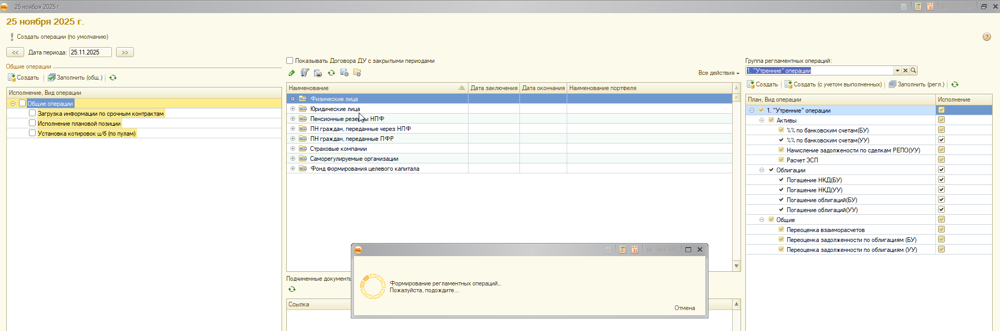 25 ноября 2025 г.
M M+ M-
25 ноября 2025 г.
Создать операции (по умолчанию)
<< Дата периода: 25.11.2025 >>
Общие операции
Создать Заполнить (общ.)
Исполнение, Вид операции
Общие операции
Загрузка информации по срочным контрактам
Исполнение плановой позиции
Установка котировок ц/б (по пулам)
Показывать Договора ДУ с закрытыми периодами
Все действия
Наименование Дата заключения Дата окончания Наименование портфеля
Физические лица
Юридические лица
Пенсионные резервы НПФ
ПН граждан, переданные через НПФ
ПН граждан, переданные ПФР
Страховые компании
Саморегулируемые организации
Фонд формирования целевого капитала
Подчиненные документы
Ссылка
Группа регламентных операций:
1. "Утренние" операции
Создать Создать (с учетом выполненных) Заполнить (регл.)
План, Вид операции Исполнение
1. "Утренние" операции
Активы
%% по банковским счетам(БУ)
%% по банковским счетам(УУ)
Начисление задолжености по сделкам РЕПО(УУ)
Расчет ЭСП
Облигации
Погашение НКД(БУ)
Погашение НКД(УУ)
Погашение облигаций(БУ)
Погашение облигаций(УУ)
Общие
Переоценка взаиморасчетов
Переоценка задолженности по облигациям (БУ)
Переоценка задолженности по облигациям (УУ)
M M+ M-
Формирование регламентных операций...
Пожалуйста, подождите...
Отмена